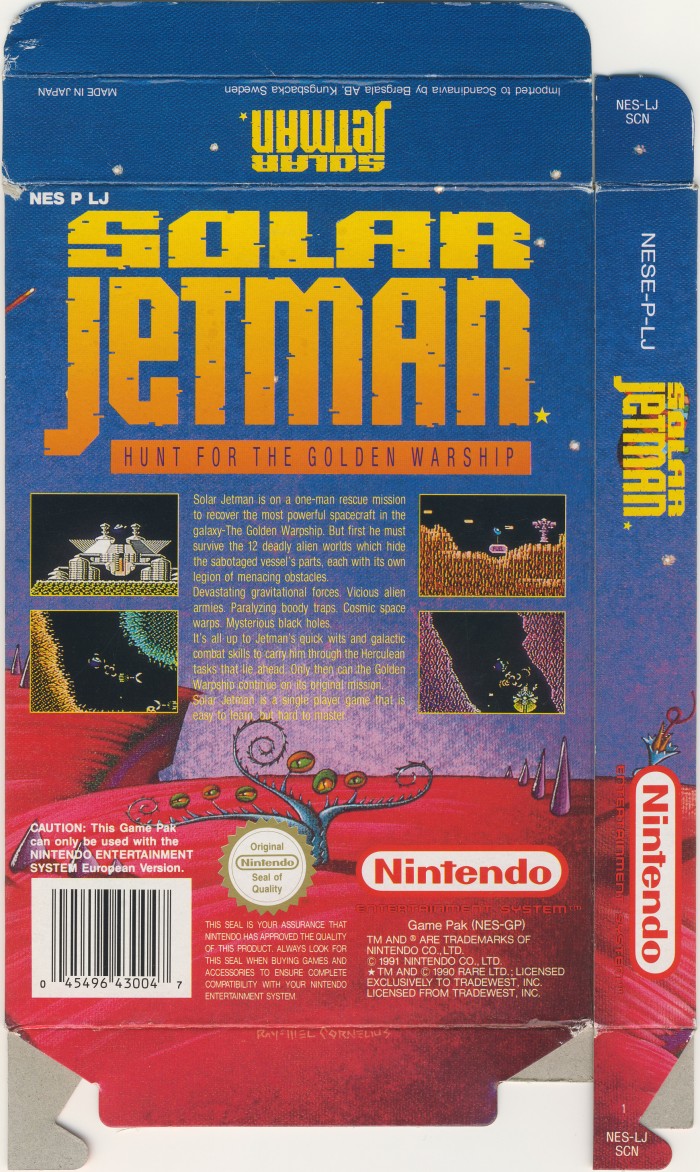 MADE IN JAPAN
Imported to Scandinavia by Bergsala AB, Kungsbacka Sweden
SOLAR
JETMAN
NES-LJ
SCN
NES P LJ
SOLAR
JETMAN
HUNT FOR THE GOLDEN WARSHIP
Solar Jetman is on a one-man rescue mission
to recover the most powerful spacecraft in the
galaxy-The Golden Warpship. But first he must
survive the 12 deadly alien worlds which hide
the sabotaged vessel's parts, each with its own
legion of menacing obstacles.
Devastating gravitational forces. Vicious alien
armies. Paralyzing boody traps. Cosmic space
warps. Mysterious black holes.
It's all up to Jetman's quick wits and galactic
combat skills to carry him through the Herculean
tasks that lie ahead. Only then can the Golden
Warpship continue on its original mission.
Solar Jetman is a single player game that is
easy to learn, but hard to master.
FUEL
CAUTION: This Game Pak
can only be used with the
NINTENDO ENTERTAINMENT
SYSTEM European Version.
0 45496 43004 7
Original
Nintendo
Seal of
Quality
THIS SEAL IS YOUR ASSURANCE THAT
NINTENDO HAS APPROVED THE QUALITY
OF THIS PRODUCT. ALWAYS LOOK FOR
THIS SEAL WHEN BUYING GAMES AND
ACCESSORIES TO ENSURE COMPLETE
COMPATIBILITY WITH YOUR NINTENDO
ENTERTAINMENT SYSTEM.
Nintendo
ENTERTAINMENT SYSTEM™
Game Pak (NES-GP)
TM AND ® ARE TRADEMARKS OF
NINTENDO CO., LTD.
© 1991 NINTENDO CO., LTD.
★TM AND © 1990 RARE LTD.; LICENSED
EXCLUSIVELY TO TRADEWEST, INC.
LICENSED FROM TRADEWEST, INC.
RAY-MEL CORNELIUS
NESE-P-LJ
SOLAR
JETMAN
Nintendo
ENTERTAINMENT SYSTEM™
1
NES-LJ
SCN